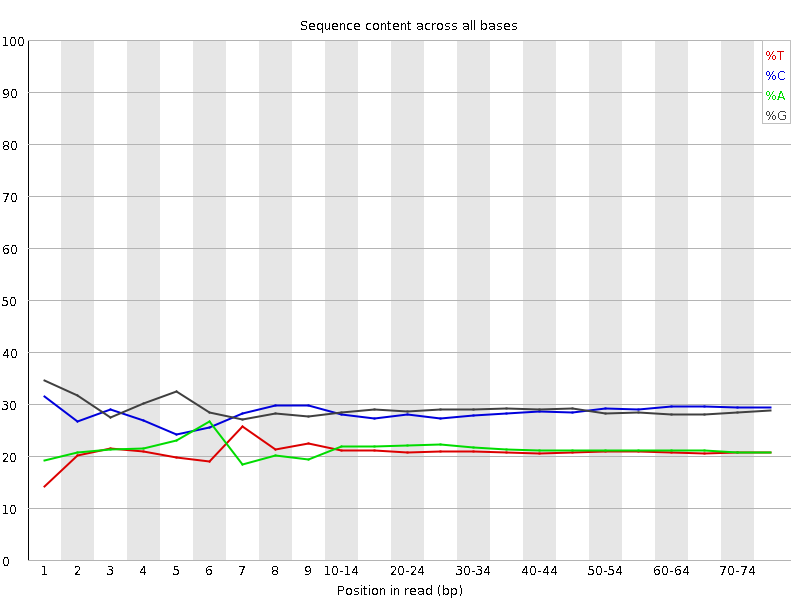 Sequence content across all bases
100
90
80
70
60
50
40
30
20
10
0
%T
%C
%A
%G
1 2 3 4 5 6 7 8 9 10-14 20-24 30-34 40-44 50-54 60-64 70-74
Position in read (bp)